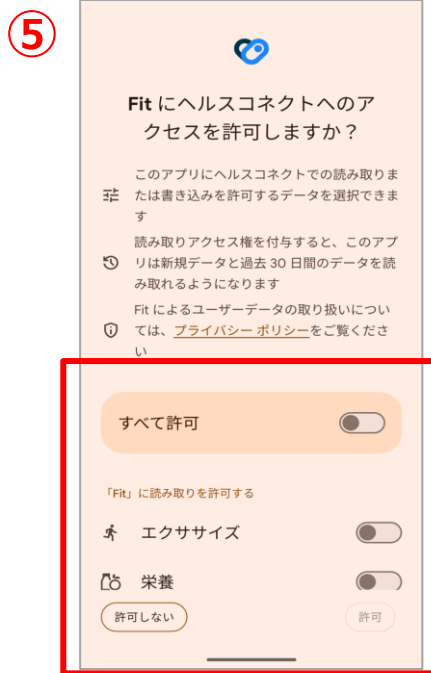 ⑤
Fit にヘルスコネクトへのア
クセスを許可しますか？
このアプリにヘルスコネクトでの読み取りま
たは書き込みを許可するデータを選択できま
す
読み取りアクセス権を付与すると、このアプ
リは新規データと過去 30 日間のデータを読
み取れるようになります
Fit によるユーザーデータの取り扱いについ
ては、プライバシー ポリシーをご覧くださ
い
すべて許可
「Fit」に読み取りを許可する
エクササイズ
栄養
許可しない
許可